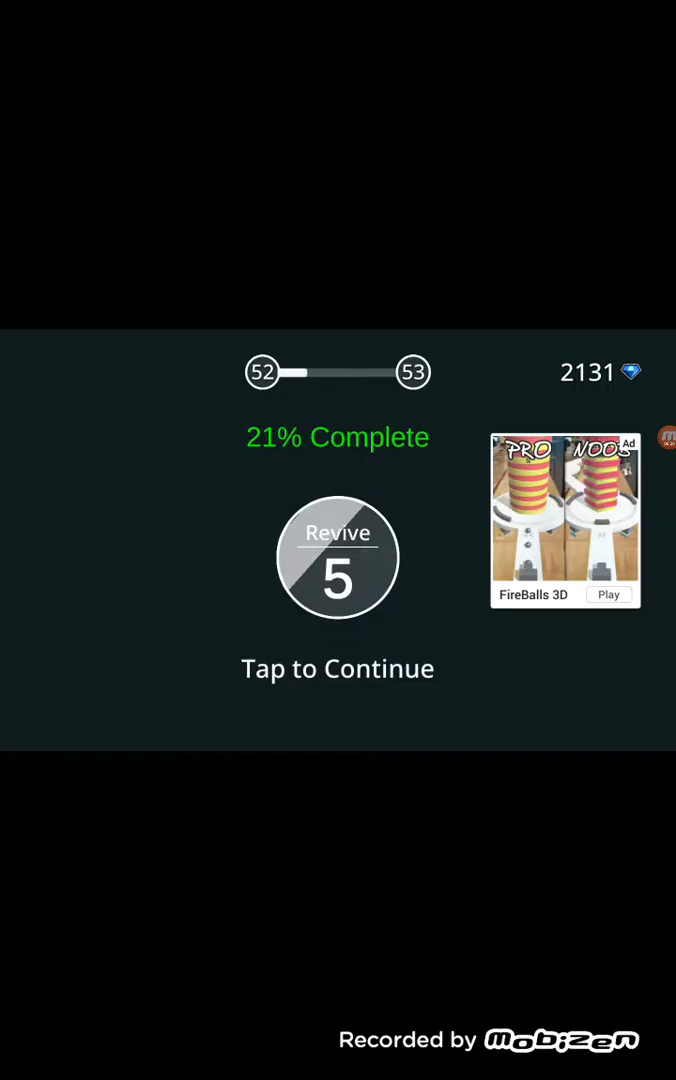 52
53
2131
21% Complete
PRO
NOOB
Ad
Revive
5
FireBalls 3D
Play
Tap to Continue
Recorded by mobizen